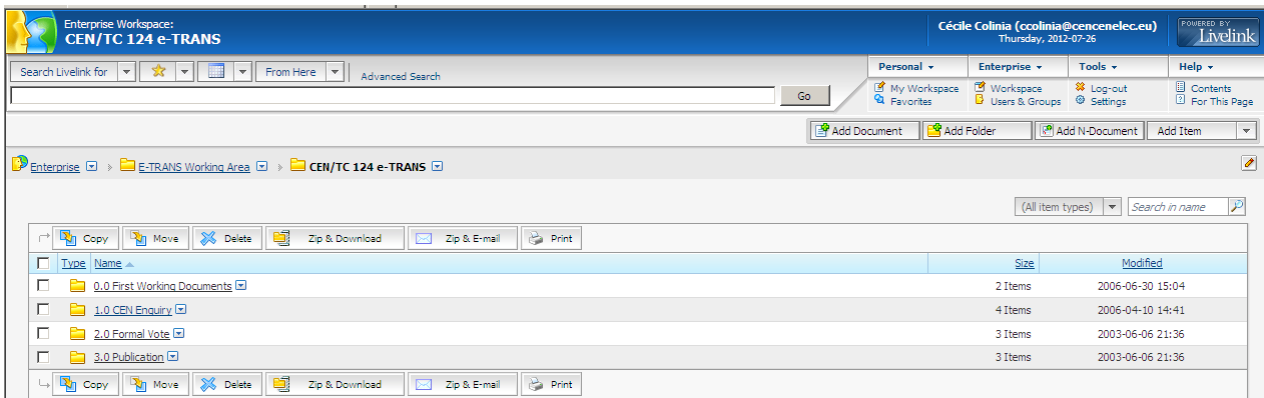 Enterprise Workspace:
CEN/TC 124 e-TRANS
Cécile Colinia (ccolinia@cencenelec.eu)
Thursday, 2012-07-26
POWERED BY
Livelink
Search Livelink for
From Here
Advanced Search
Go
Personal
Enterprise
Tools
Help
My Workspace
Workspace
Log-out
Contents
Favorites
Users & Groups
Settings
For This Page
Add Document
Add Folder
Add N-Document
Add Item
Enterprise
E-TRANS Working Area
CEN/TC 124 e-TRANS
(All item types)
Search in name
Copy
Move
Delete
Zip & Download
Zip & E-mail
Print
Type Name Size Modified
0.0 First Working Documents 2 Items 2006-06-30 15:04
1.0 CEN Enquiry 4 Items 2006-04-10 14:41
2.0 Formal Vote 3 Items 2003-06-06 21:36
3.0 Publication 3 Items 2003-06-06 21:36
Copy
Move
Delete
Zip & Download
Zip & E-mail
Print